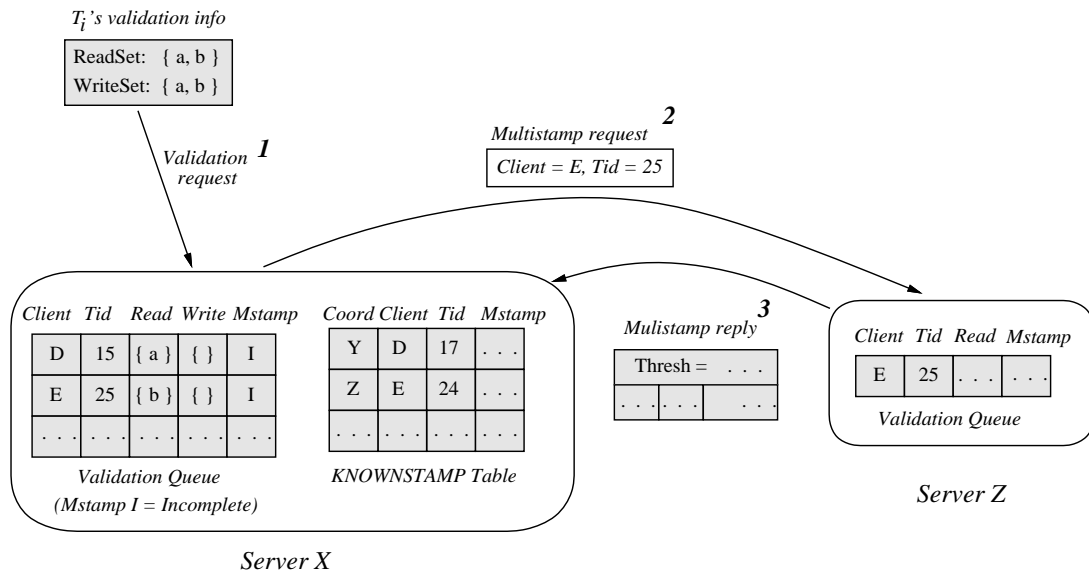 T_i's validation info
ReadSet: { a, b }
WriteSet: { a, b }
1
Validation
request
2
Multistamp request
Client = E, Tid = 25
Client Tid Read Write Mstamp
D 15 { a } { } I
E 25 { b } { } I
. . . . . . . . . . . . . . .
Validation Queue
(Mstamp I = Incomplete)
Coord Client Tid Mstamp
Y D 17 . . .
Z E 24 . . .
. . . . . . . . . . . .
KNOWNSTAMP Table
Server X
3
Mulistamp reply
Thresh = . . .
. . . . . . . . .
Client Tid Read Mstamp
E 25 . . . . . .
Validation Queue
Server Z